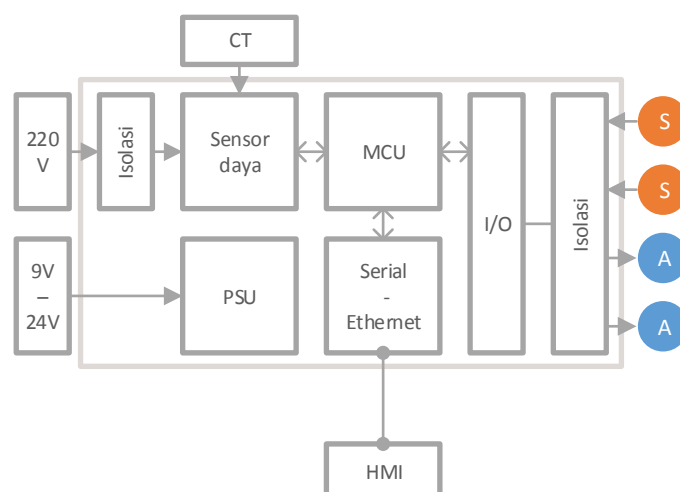 CT
220
V
Isolasi
Sensor
daya
MCU
I/O
Isolasi
S
S
A
A
9V
–
24V
PSU
Serial
-
Ethernet
HMI